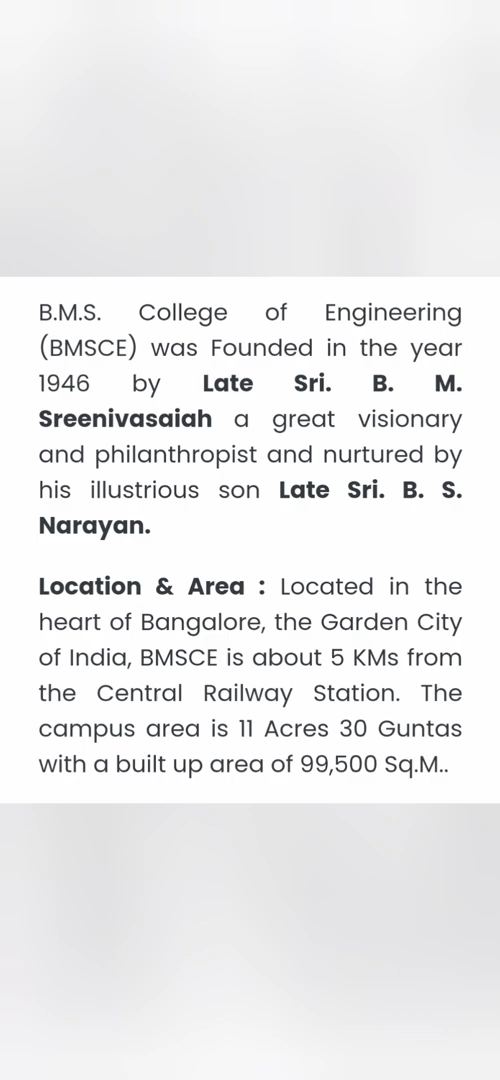 B.M.S. College of Engineering
(BMSCE) was Founded in the year
1946 by Late Sri. B. M.
Sreenivasaiah a great visionary
and philanthropist and nurtured by
his illustrious son Late Sri. B. S.
Narayan.
Location & Area : Located in the
heart of Bangalore, the Garden City
of India, BMSCE is about 5 KMs from
the Central Railway Station. The
campus area is 11 Acres 30 Guntas
with a built up area of 99,500 Sq.M..